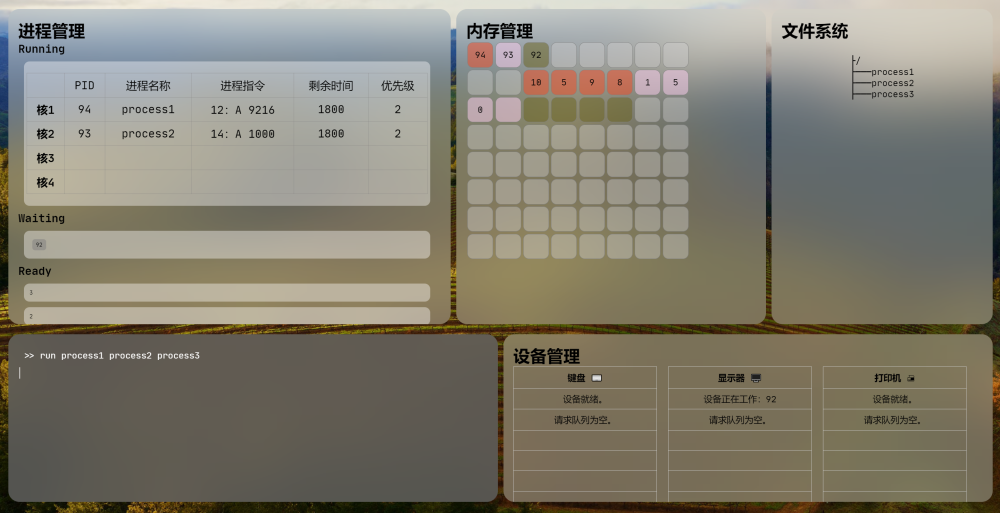 进程管理
Running
PID 进程名称 进程指令 剩余时间 优先级
核1 94 process1 12: A 9216 1800 2
核2 93 process2 14: A 1000 1800 2
核3
核4
Waiting
92
Ready
3
2
内存管理
94 93 92
10 5 9 8 1 5
0
文件系统
/
process1
process2
process3
>> run process1 process2 process3
设备管理
键盘 显示器 打印机
设备就绪。 设备正在工作: 92 设备就绪。
请求队列为空。 请求队列为空。 请求队列为空。